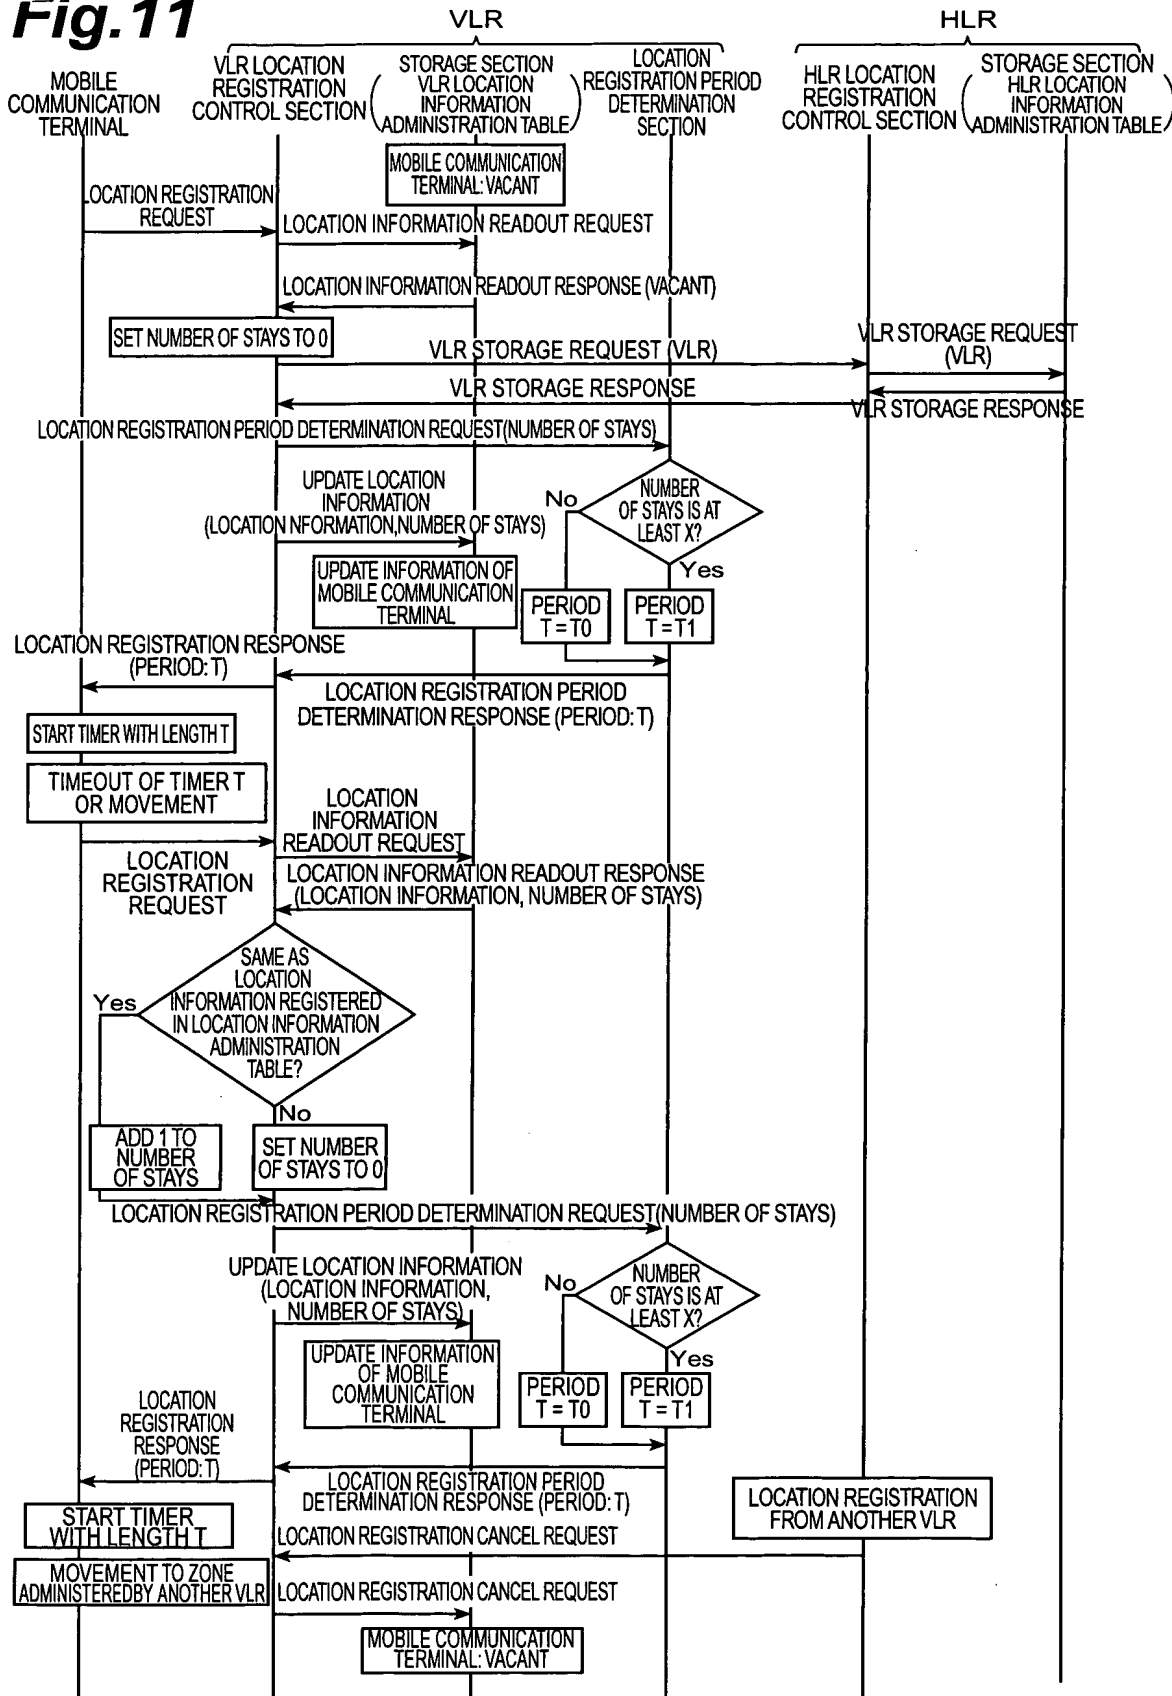 Fig.11
VLR
HLR
MOBILE
COMMUNICATION
TERMINAL
VLR LOCATION
REGISTRATION
CONTROL SECTION
STORAGE SECTION
(VLR LOCATION
INFORMATION
ADMINISTRATION TABLE)
LOCATION
REGISTRATION PERIOD
DETERMINATION
SECTION
HLR LOCATION
REGISTRATION
CONTROL SECTION
STORAGE SECTION
(HLR LOCATION
INFORMATION
ADMINISTRATION TABLE)
MOBILE COMMUNICATION
TERMINAL: VACANT
LOCATION REGISTRATION
REQUEST
LOCATION INFORMATION READOUT REQUEST
LOCATION INFORMATION READOUT RESPONSE (VACANT)
SET NUMBER OF STAYS TO 0
VLR STORAGE REQUEST (VLR)
VLR STORAGE REQUEST
(VLR)
VLR STORAGE RESPONSE
VLR STORAGE RESPONSE
LOCATION REGISTRATION PERIOD DETERMINATION REQUEST(NUMBER OF STAYS)
UPDATE LOCATION
INFORMATION
(LOCATION NFORMATION,NUMBER OF STAYS)
NUMBER
OF STAYS IS AT
LEAST X?
No
Yes
UPDATE INFORMATION OF
MOBILE COMMUNICATION
TERMINAL
PERIOD
T = T0
PERIOD
T = T1
LOCATION REGISTRATION RESPONSE
(PERIOD: T)
LOCATION REGISTRATION PERIOD
DETERMINATION RESPONSE (PERIOD: T)
START TIMER WITH LENGTH T
TIMEOUT OF TIMER T
OR MOVEMENT
LOCATION
INFORMATION
READOUT REQUEST
LOCATION
REGISTRATION
REQUEST
LOCATION INFORMATION READOUT RESPONSE
(LOCATION INFORMATION, NUMBER OF STAYS)
SAME AS
LOCATION
INFORMATION REGISTERED
IN LOCATION INFORMATION
ADMINISTRATION
TABLE?
Yes
No
ADD 1 TO
NUMBER
OF STAYS
SET NUMBER
OF STAYS TO 0
LOCATION REGISTRATION PERIOD DETERMINATION REQUEST(NUMBER OF STAYS)
UPDATE LOCATION INFORMATION
(LOCATION INFORMATION,
NUMBER OF STAYS)
NUMBER
OF STAYS IS AT
LEAST X?
No
Yes
UPDATE INFORMATION
OF MOBILE
COMMUNICATION
TERMINAL
PERIOD
T = T0
PERIOD
T = T1
LOCATION
REGISTRATION
RESPONSE
(PERIOD: T)
LOCATION REGISTRATION PERIOD
DETERMINATION RESPONSE (PERIOD: T)
LOCATION REGISTRATION
FROM ANOTHER VLR
START TIMER
WITH LENGTH T
LOCATION REGISTRATION CANCEL REQUEST
MOVEMENT TO ZONE
ADMINISTEREDBY ANOTHER VLR
LOCATION REGISTRATION CANCEL REQUEST
MOBILE COMMUNICATION
TERMINAL: VACANT